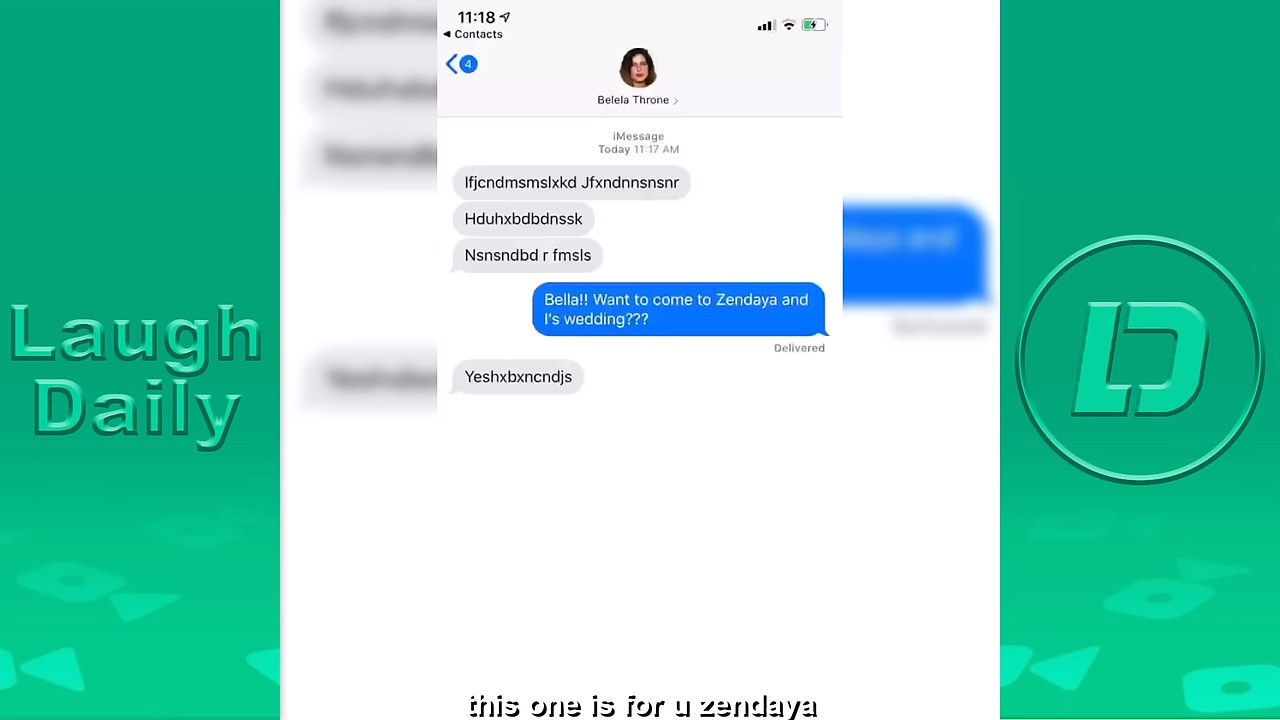 11:18
Contacts
4
Belela Throne
iMessage
Today 11:17 AM
Ifjcndmsmslxkd Jfxndnnsnsnr
Hduhxbdbdnssk
Nsnsndbd r fmsls
Bella!! Want to come to Zendaya and
I's wedding???
Delivered
Yeshxbxncndjs
Laugh
Daily
LD
this one is for u zendaya